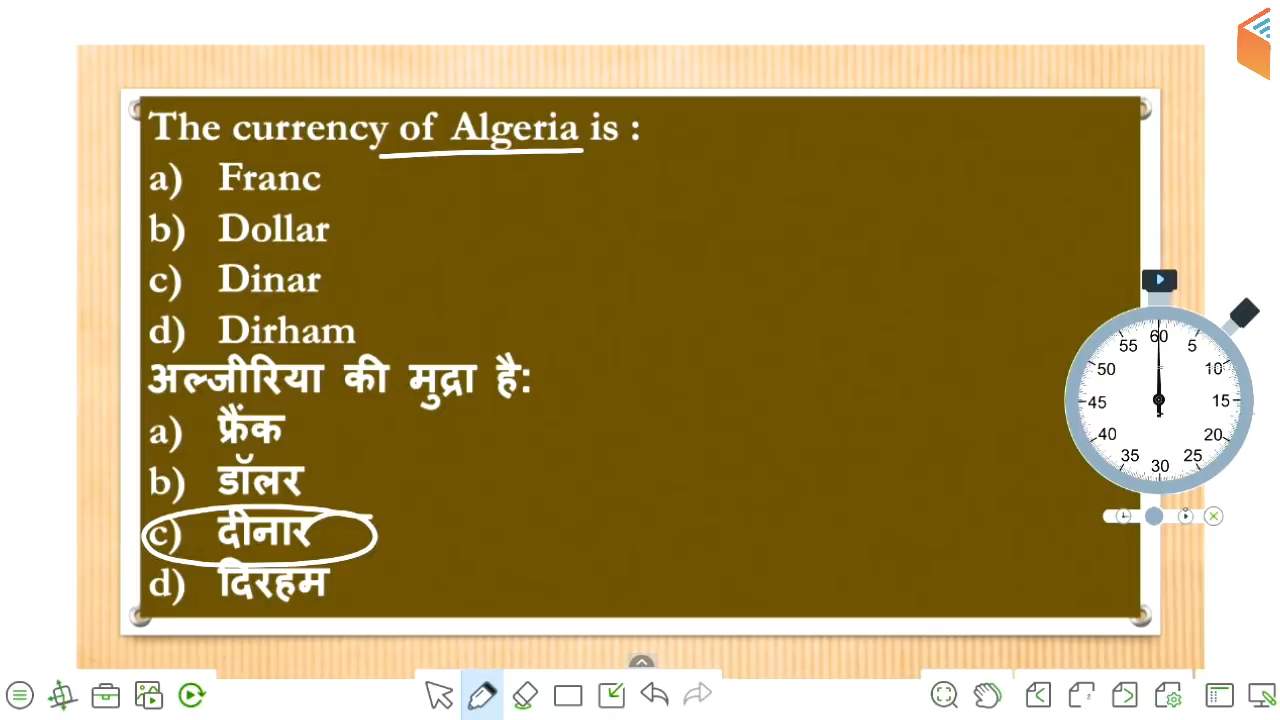 The currency of Algeria is :
a) Franc
b) Dollar
c) Dinar
d) Dirham
अल्जीरिया की मुद्रा है:
a) फ्रैंक
b) डॉलर
c) दीनार
d) दिरहम
60
55 5
50 10
45 15
40 20
35 25
30
2